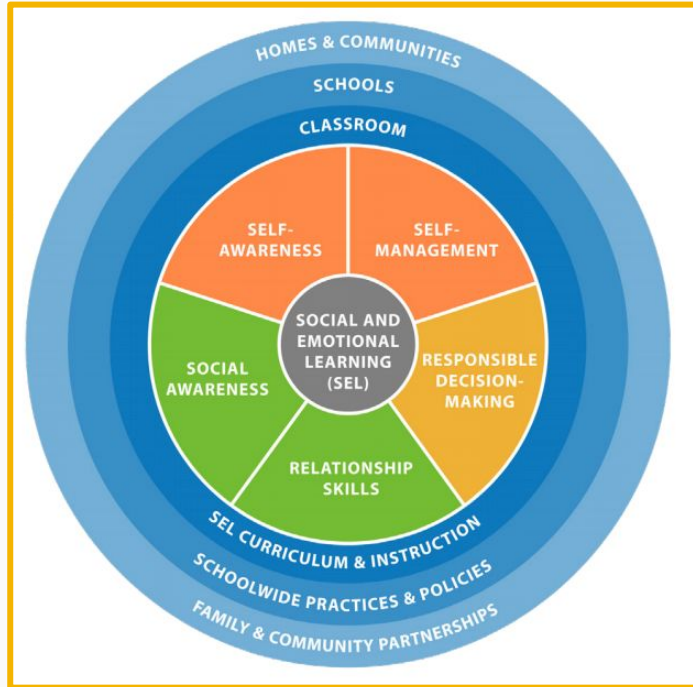 HOMES & COMMUNITIES
SCHOOLS
CLASSROOM
SELF-
AWARENESS
SELF-
MANAGEMENT
SOCIAL AND
EMOTIONAL
LEARNING
(SEL)
SOCIAL
AWARENESS
RESPONSIBLE
DECISION-
MAKING
RELATIONSHIP
SKILLS
SEL CURRICULUM & INSTRUCTION
SCHOOLWIDE PRACTICES & POLICIES
FAMILY & COMMUNITY PARTNERSHIPS